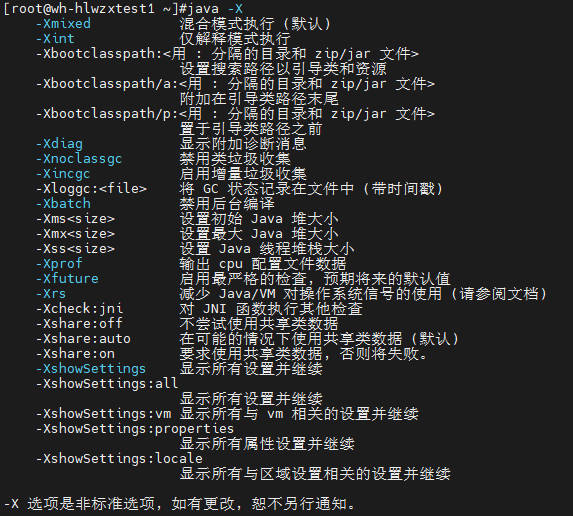 [root@wh-hlwzxtest1 ~]#java -X
-Xmixed 混合模式执行 (默认)
-Xint 仅解释模式执行
-Xbootclasspath:<用 : 分隔的目录和 zip/jar 文件>
设置搜索路径以引导类和资源
-Xbootclasspath/a:<用 : 分隔的目录和 zip/jar 文件>
附加在引导类路径末尾
-Xbootclasspath/p:<用 : 分隔的目录和 zip/jar 文件>
置于引导类路径之前
-Xdiag 显示附加诊断消息
-Xnoclassgc 禁用类垃圾收集
-Xincgc 启用增量垃圾收集
-Xloggc:<file> 将 GC 状态记录在文件中 (带时间戳)
-Xbatch 禁用后台编译
-Xms<size> 设置初始 Java 堆大小
-Xmx<size> 设置最大 Java 堆大小
-Xss<size> 设置 Java 线程堆栈大小
-Xprof 输出 cpu 配置文件数据
-Xfuture 启用最严格的检查, 预期将来的默认值
-Xrs 减少 Java/VM 对操作系统信号的使用 (请参阅文档)
-Xcheck:jni 对 JNI 函数执行其他检查
-Xshare:off 不尝试使用共享类数据
-Xshare:auto 在可能的情况下使用共享类数据 (默认)
-Xshare:on 要求使用共享类数据, 否则将失败。
-XshowSettings 显示所有设置并继续
-XshowSettings:all
显示所有设置并继续
-XshowSettings:vm 显示所有与 vm 相关的设置并继续
-XshowSettings:properties
显示所有属性设置并继续
-XshowSettings:locale
显示所有与区域设置相关的设置并继续
-X 选项是非标准选项, 如有更改, 恕不另行通知。